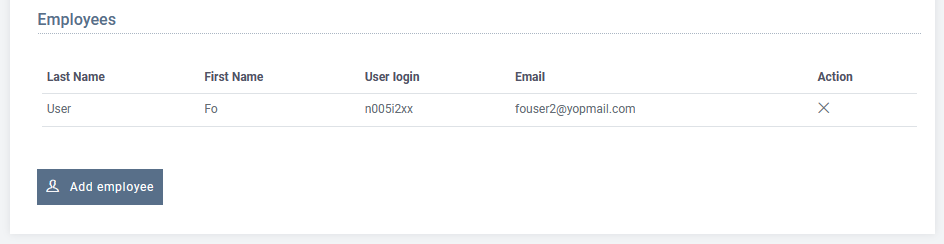 Employees
Last Name First Name User login Email Action
User Fo n005i2xx fouser2@yopmail.com
Add employee